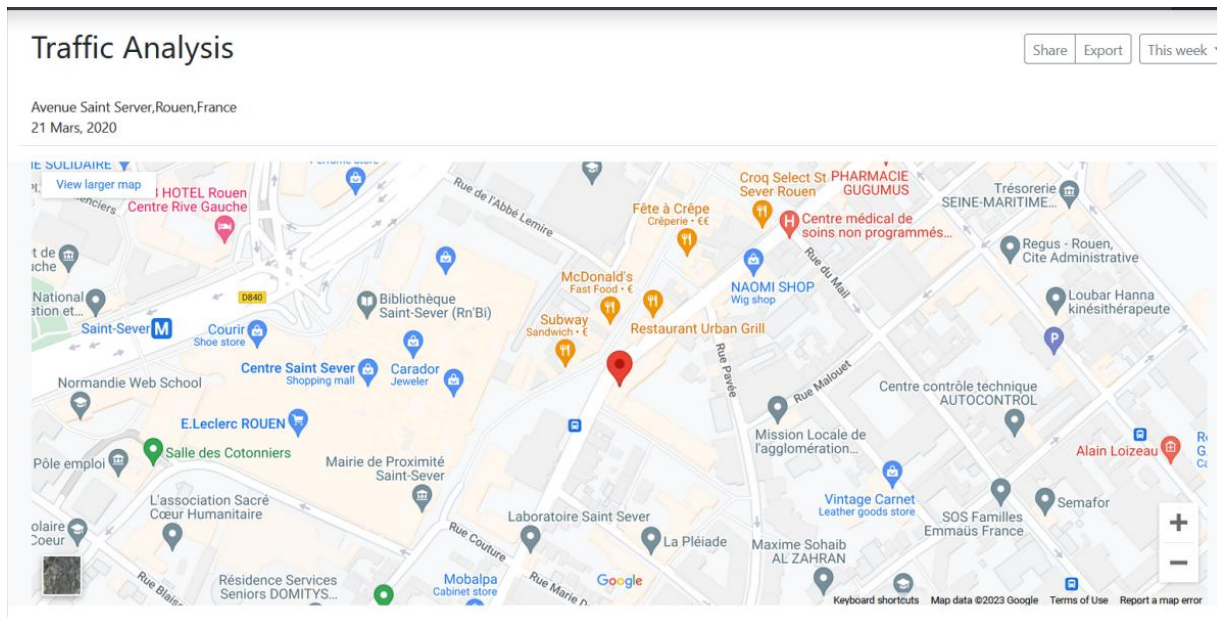 Traffic Analysis
Share
Export
This week
Avenue Saint Server,Rouen,France
21 Mars, 2020
View larger map
HOTEL Rouen
Centre Rive Gauche
Rue de l'Abbé Lemire
Croq Select St
Sever Rouen
PHARMACIE
GUGUMUS
Fête à Crêpe
Crêperie • €€
Centre médical de
soins non programmés...
Trésorerie
SEINE-MARITIME...
Regus - Rouen,
Cite Administrative
Rue du Mail
McDonald's
Fast Food • €
NAOMI SHOP
Wig shop
Loubar Hanna
kinésithérapeute
National
D840
Bibliothèque
Saint-Sever (Rn'Bi)
Saint-Sever
M
Courir
Shoe store
Subway
Sandwich • €
Restaurant Urban Grill
P
Rue Pavée
Rue Malouet
Centre Saint Sever
Shopping mall
Carador
Jeweler
Normandie Web School
Centre contrôle technique
AUTOCONTROL
E.Leclerc ROUEN
Mission Locale de
l'agglomération...
Salle des Cotonniers
Pôle emploi
Mairie de Proximité
Saint-Sever
Alain Loizeau
L'association Sacré
Cœur Humanitaire
Vintage Carnet
Leather goods store
Semafor
Laboratoire Saint Sever
SOS Familles
Emmaüs France
Rue Couture
La Pléiade
Maxime Sohaib
AL ZAHRAN
Résidence Services
Seniors DOMITYS...
Mobalpa
Cabinet store
Google
Keyboard shortcuts
Map data ©2023 Google
Terms of Use
Report a map error